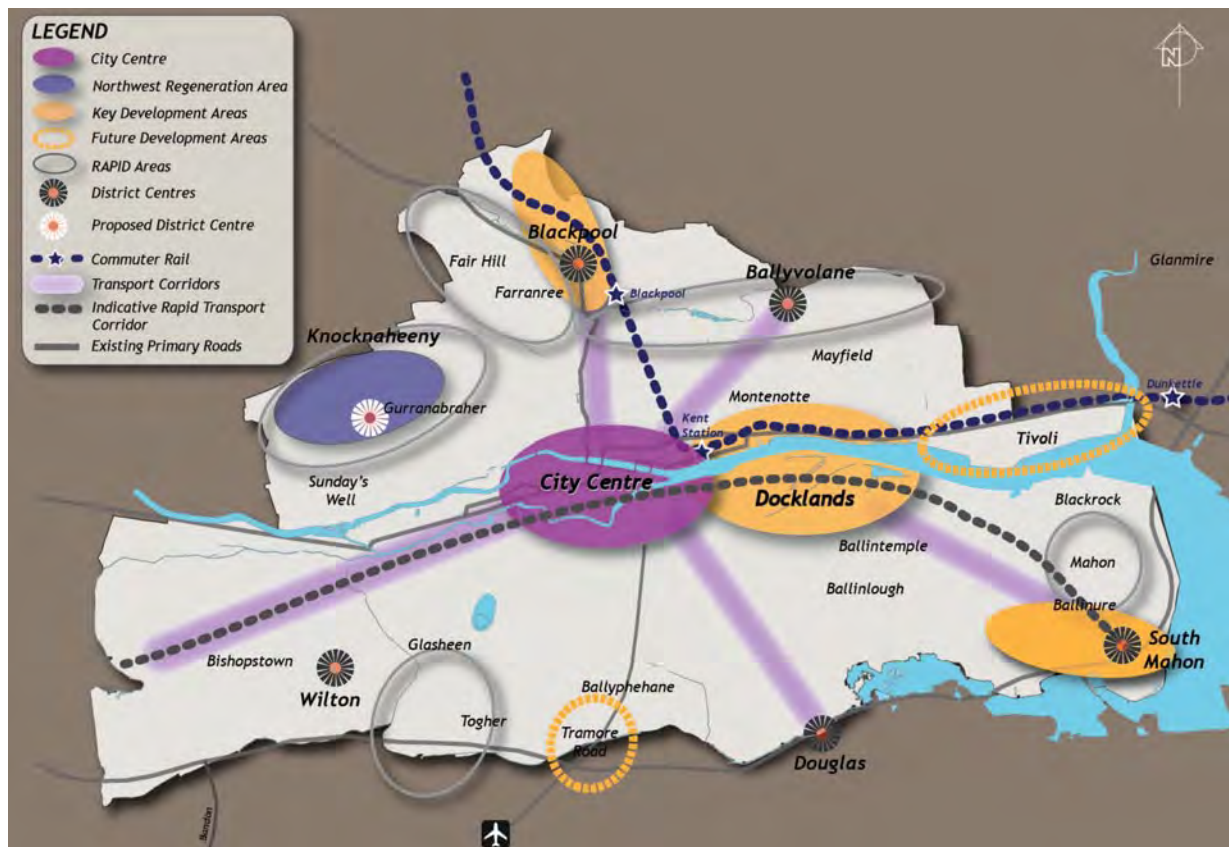 LEGEND
City Centre
Northwest Regeneration Area
Key Development Areas
Future Development Areas
RAPID Areas
District Centres
Proposed District Centre
Commuter Rail
Transport Corridors
Indicative Rapid Transport
Corridor
Existing Primary Roads
N
Blackpool
Fair Hill
Farranree
Blackpool
Ballyvolane
Glanmire
Knocknaheeny
Mayfield
Gurranabraher
Montenotte
Dunkettle
Kent
Station
Tivoli
Sunday's
Well
City Centre
Docklands
Blackrock
Ballintemple
Mahon
Ballinlough
Ballinure
Glasheen
Bishopstown
South
Mahon
Wilton
Ballyphehane
Togher
Tramore
Road
Douglas
Bandon